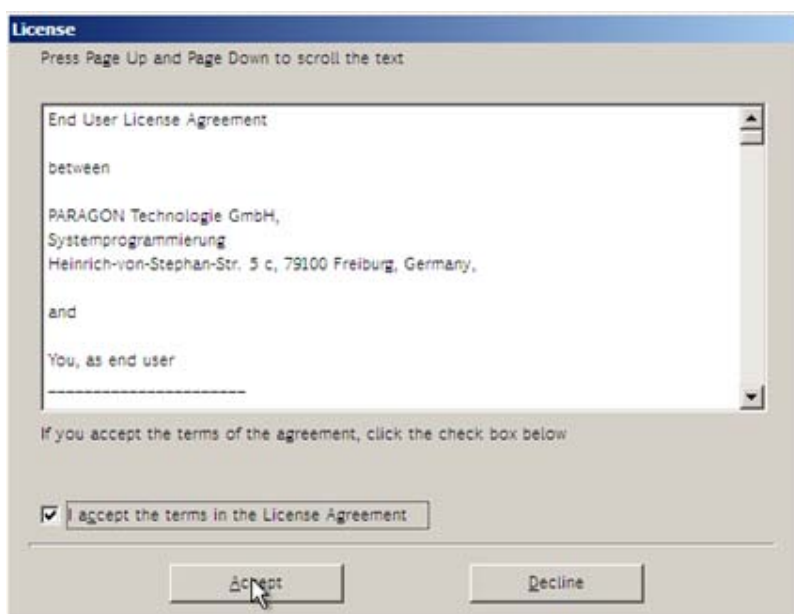 License
Press Page Up and Page Down to scroll the text
End User License Agreement
between
PARAGON Technologie GmbH,
Systemprogrammierung
Heinrich-von-Stephan-Str. 5 c, 79100 Freiburg, Germany,
and
You, as end user
----------------------
If you accept the terms of the agreement, click the check box below
I accept the terms in the License Agreement
Accept
Decline